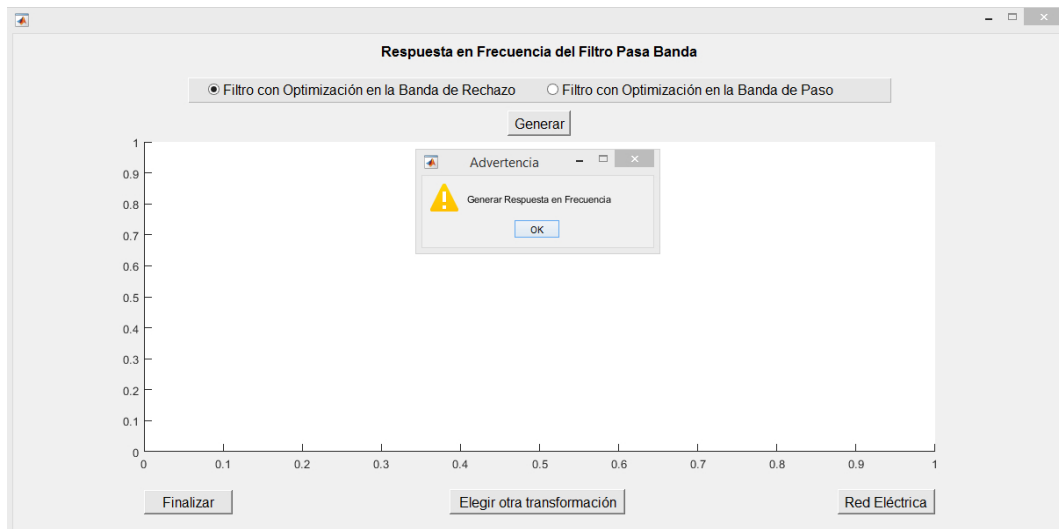 Respuesta en Frecuencia del Filtro Pasa Banda
Filtro con Optimización en la Banda de Rechazo Filtro con Optimización en la Banda de Paso
Generar
Advertencia
Generar Respuesta en Frecuencia
OK
1
0.9
0.8
0.7
0.6
0.5
0.4
0.3
0.2
0.1
0
0 0.1 0.2 0.3 0.4 0.5 0.6 0.7 0.8 0.9 1
Finalizar Elegir otra transformación Red Eléctrica